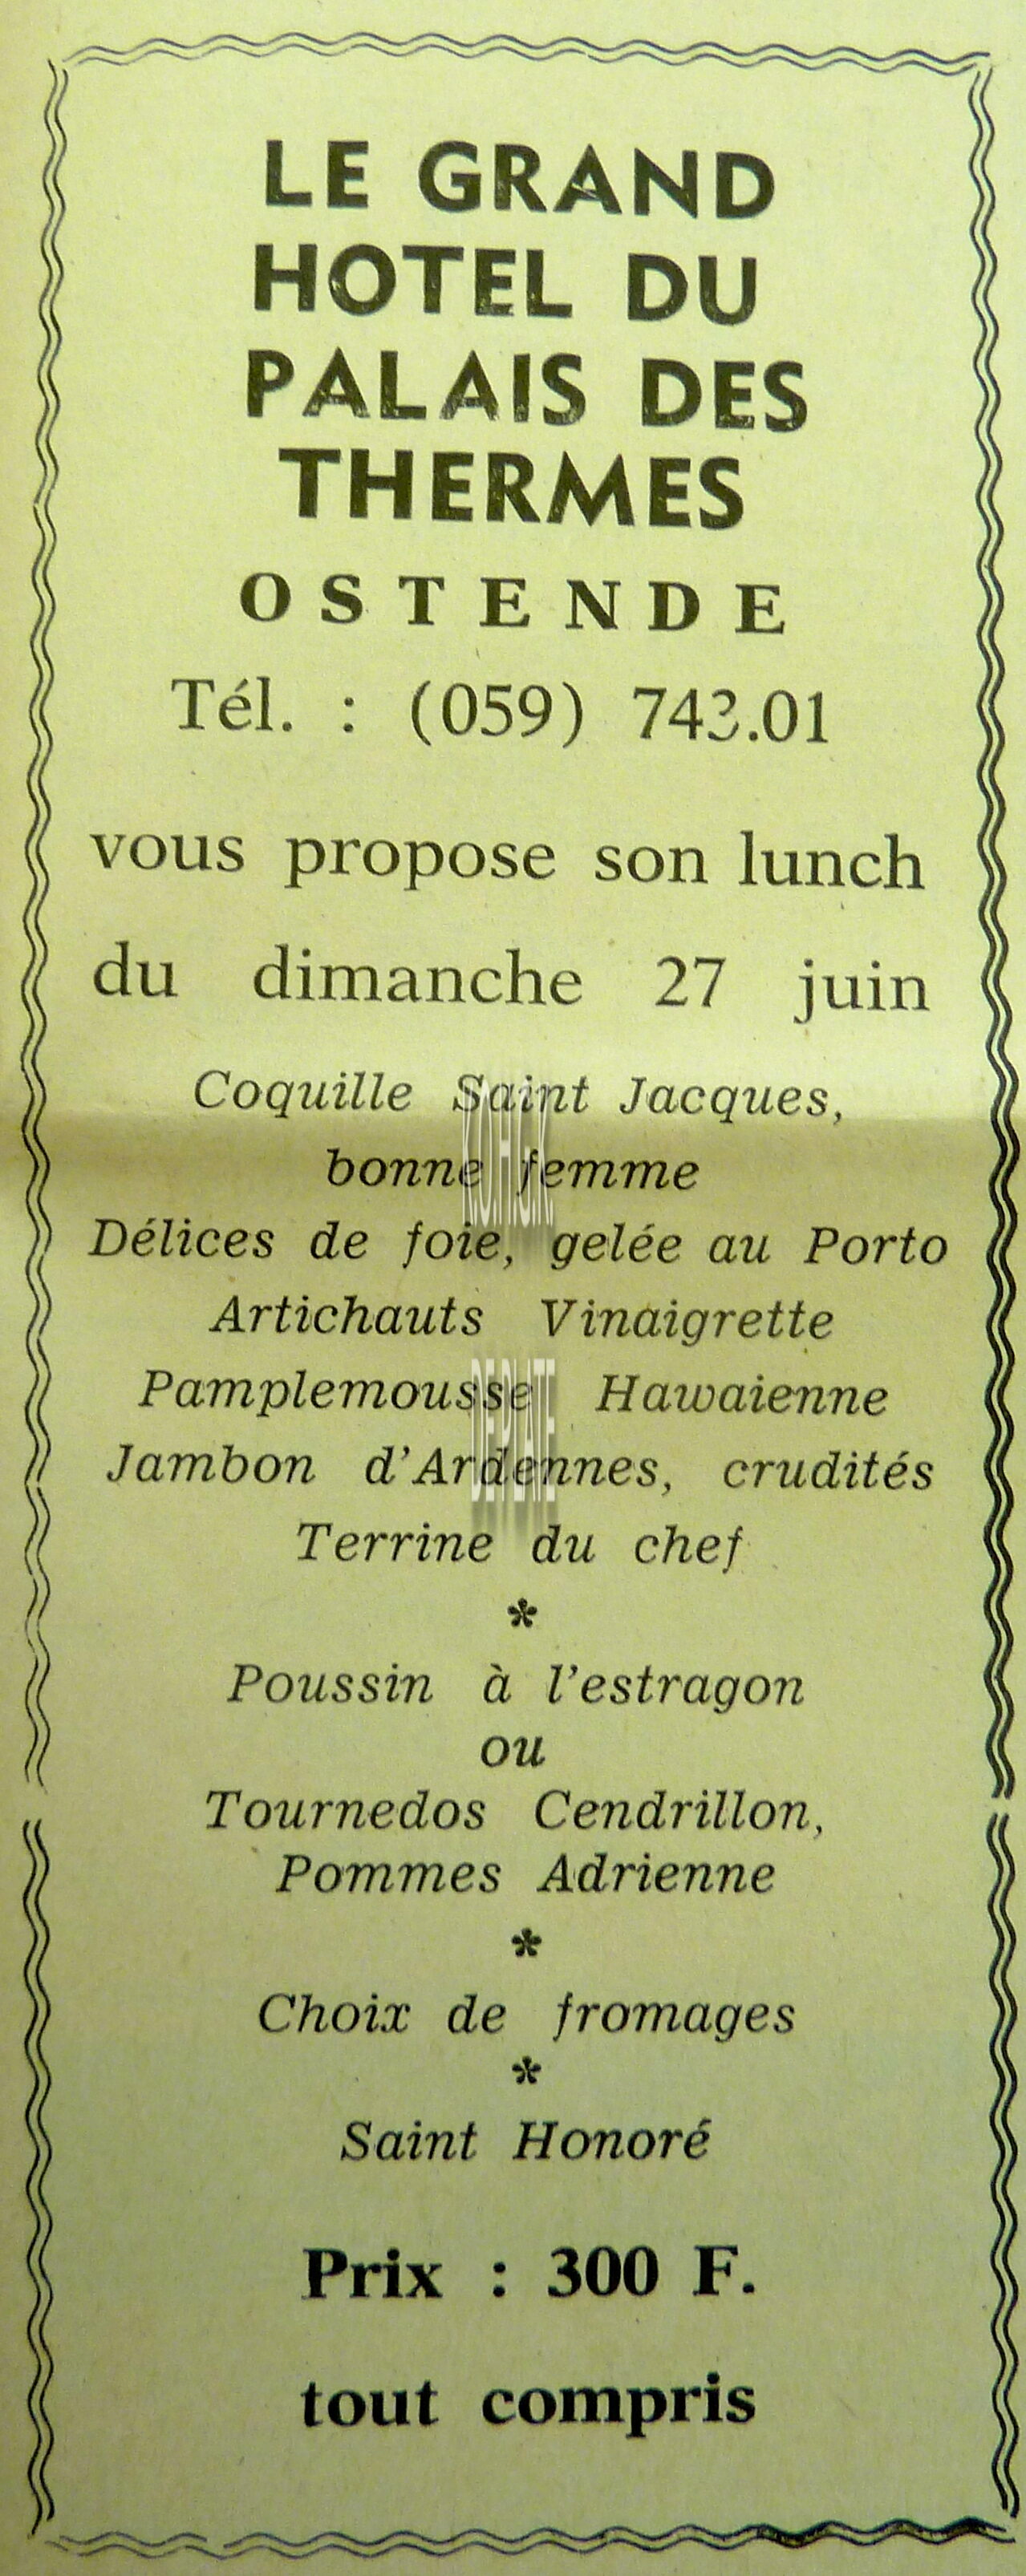 LE GRAND
HOTEL DU
PALAIS DES
THERMES
OSTENDE
Tél. : (059) 743.01
vous propose son lunch
du dimanche 27 juin
Coquille Saint Jacques,
bonne femme
Délices de foie, gelée au Porto
Artichauts Vinaigrette
Pamplemousse Hawaienne
Jambon d'Ardennes, crudités
Terrine du chef
*
Poussin à l'estragon
ou
Tournedos Cendrillon,
Pommes Adrienne
*
Choix de fromages
*
Saint Honoré
Prix : 300 F.
tout compris
DEPLATE